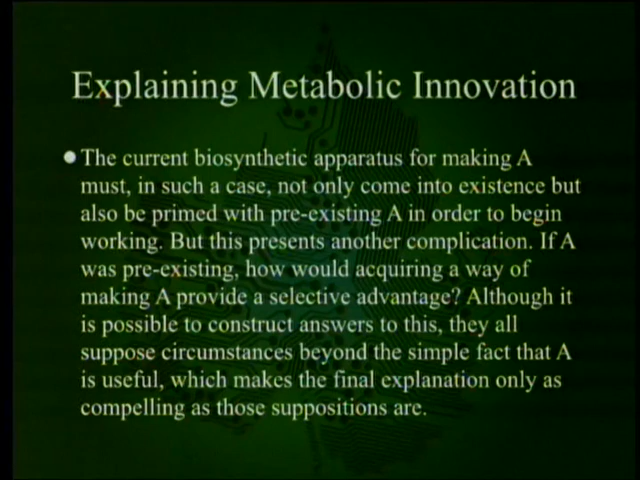 Explaining Metabolic Innovation
The current biosynthetic apparatus for making A
must, in such a case, not only come into existence but
also be primed with pre-existing A in order to begin
working. But this presents another complication. If A
was pre-existing, how would acquiring a way of
making A provide a selective advantage? Although it
is possible to construct answers to this, they all
suppose circumstances beyond the simple fact that A
is useful, which makes the final explanation only as
compelling as those suppositions are.